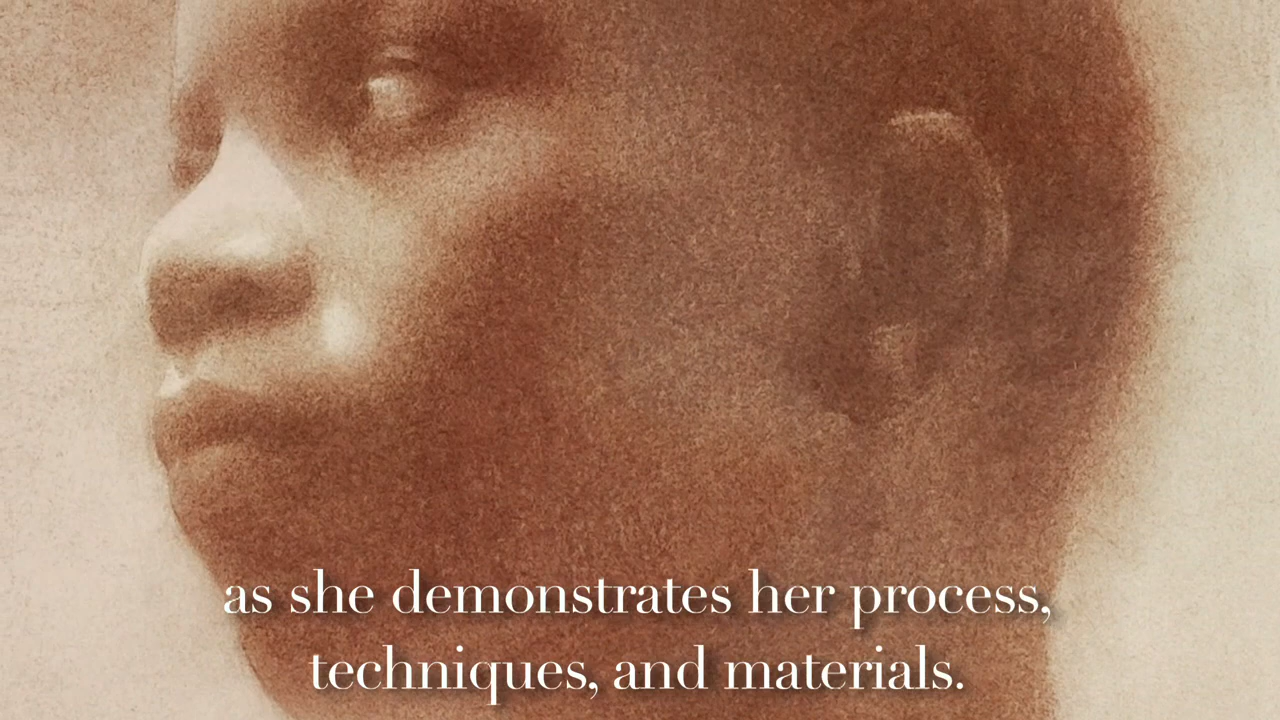 as she demonstrates her process,
techniques, and materials.